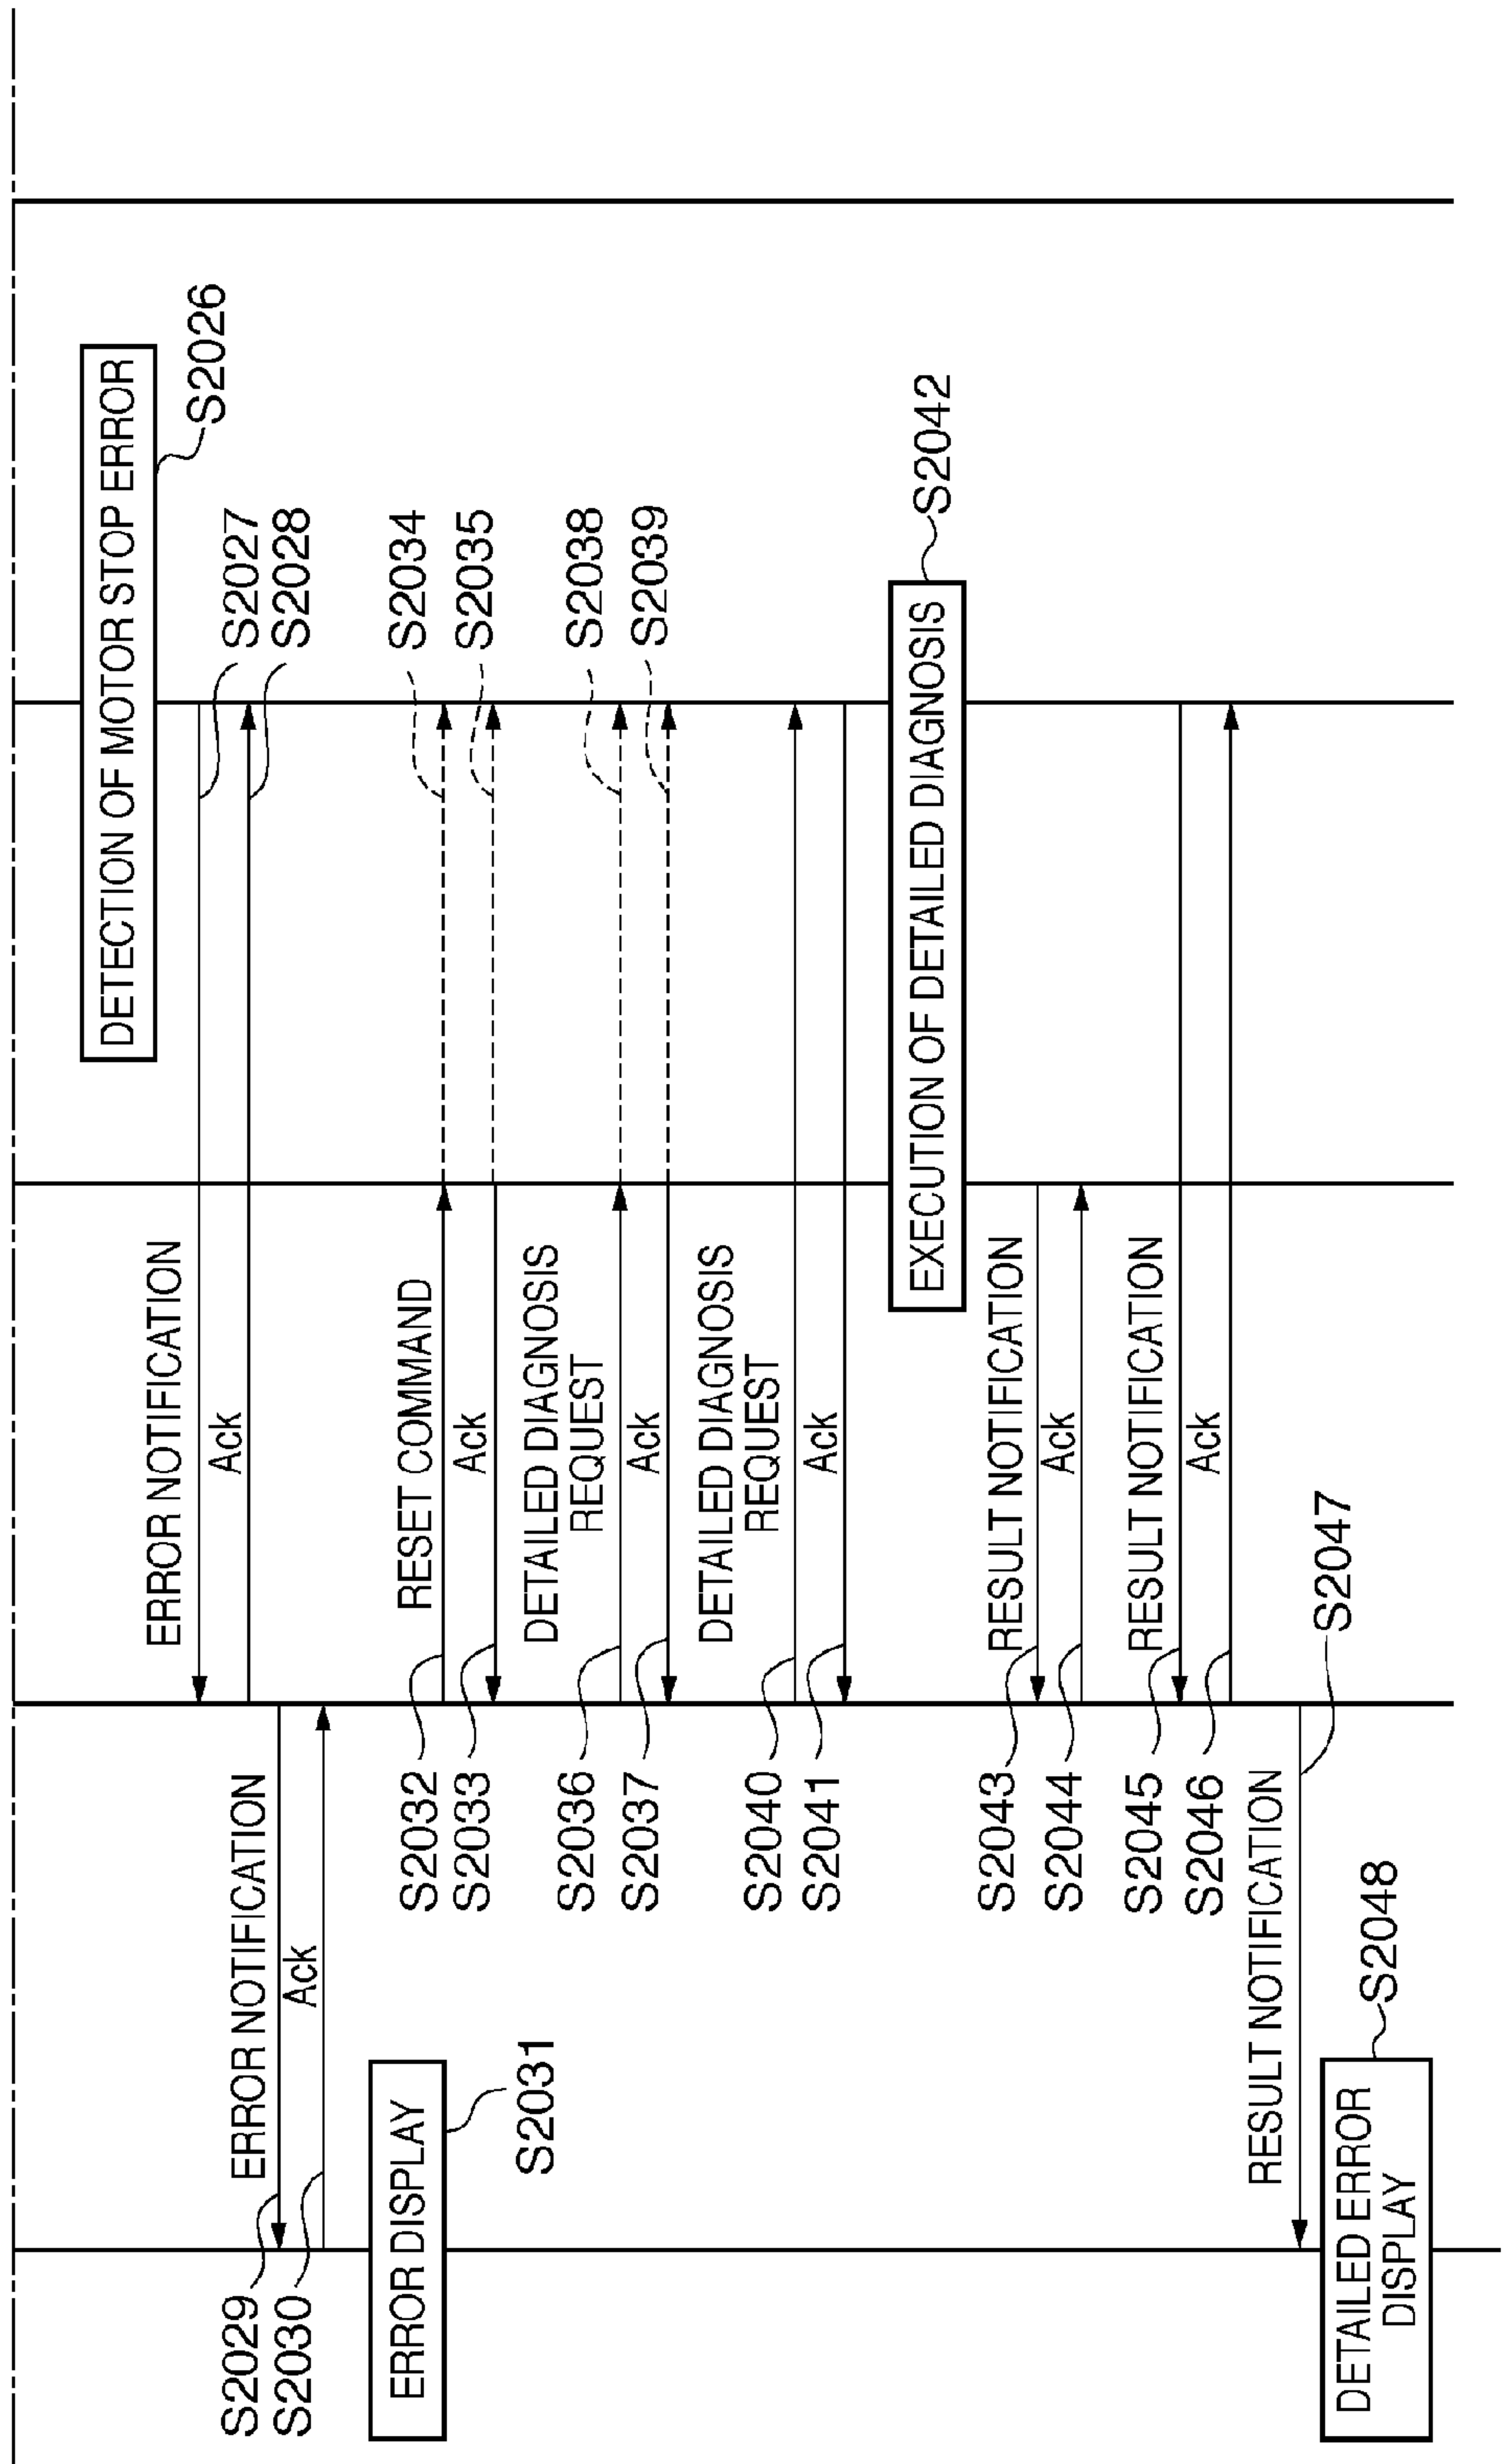 DETECTION OF MOTOR STOP ERROR
S2026
ERROR NOTIFICATION
S2027
Ack
S2028
ERROR NOTIFICATION
S2029
Ack
S2030
ERROR DISPLAY
S2031
RESET COMMAND
S2032
S2034
Ack
S2033
S2035
DETAILED DIAGNOSIS
REQUEST
S2036
S2038
Ack
S2037
S2039
DETAILED DIAGNOSIS
REQUEST
S2040
Ack
S2041
EXECUTION OF DETAILED DIAGNOSIS
S2042
RESULT NOTIFICATION
S2043
Ack
S2044
RESULT NOTIFICATION
S2045
Ack
S2046
RESULT NOTIFICATION
S2047
DETAILED ERROR
DISPLAY
S2048